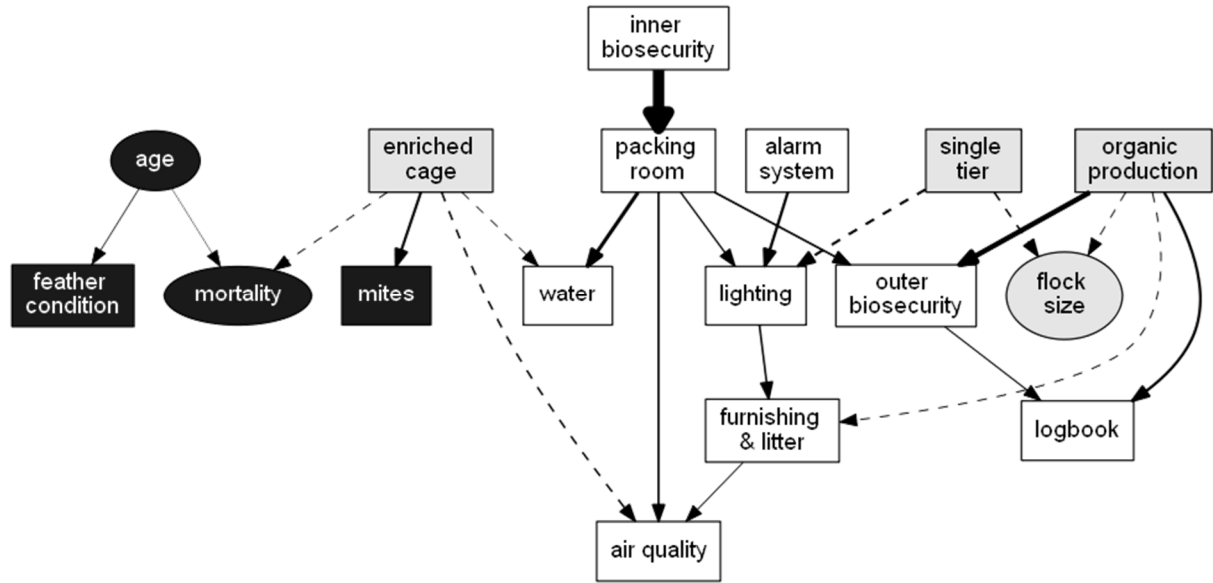 inner
biosecurity
age
enriched
cage
packing
room
alarm
system
single
tier
organic
production
feather
condition
mortality
mites
water
lighting
outer
biosecurity
flock
size
furnishing
& litter
logbook
air quality